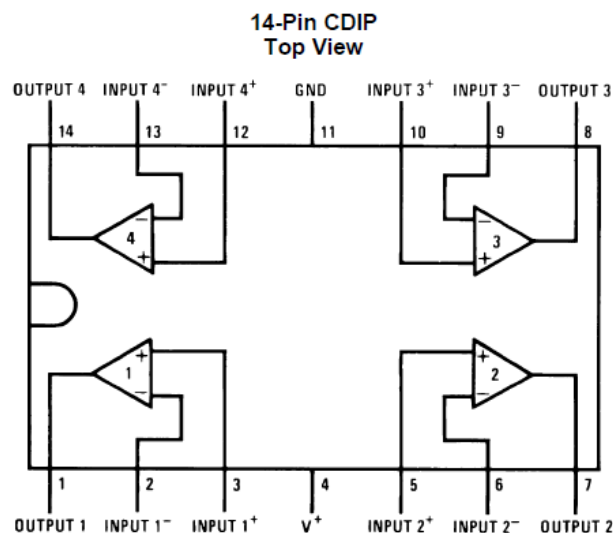 14-Pin CDIP
Top View
OUTPUT 4 INPUT 4⁻ INPUT 4⁺ GND INPUT 3⁺ INPUT 3⁻ OUTPUT 3
14 13 12 11 10 9 8
− −
4 3
+ +
+ +
1 2
− −
1 2 3 4 5 6 7
OUTPUT 1 INPUT 1⁻ INPUT 1⁺ V⁺ INPUT 2⁺ INPUT 2⁻ OUTPUT 2